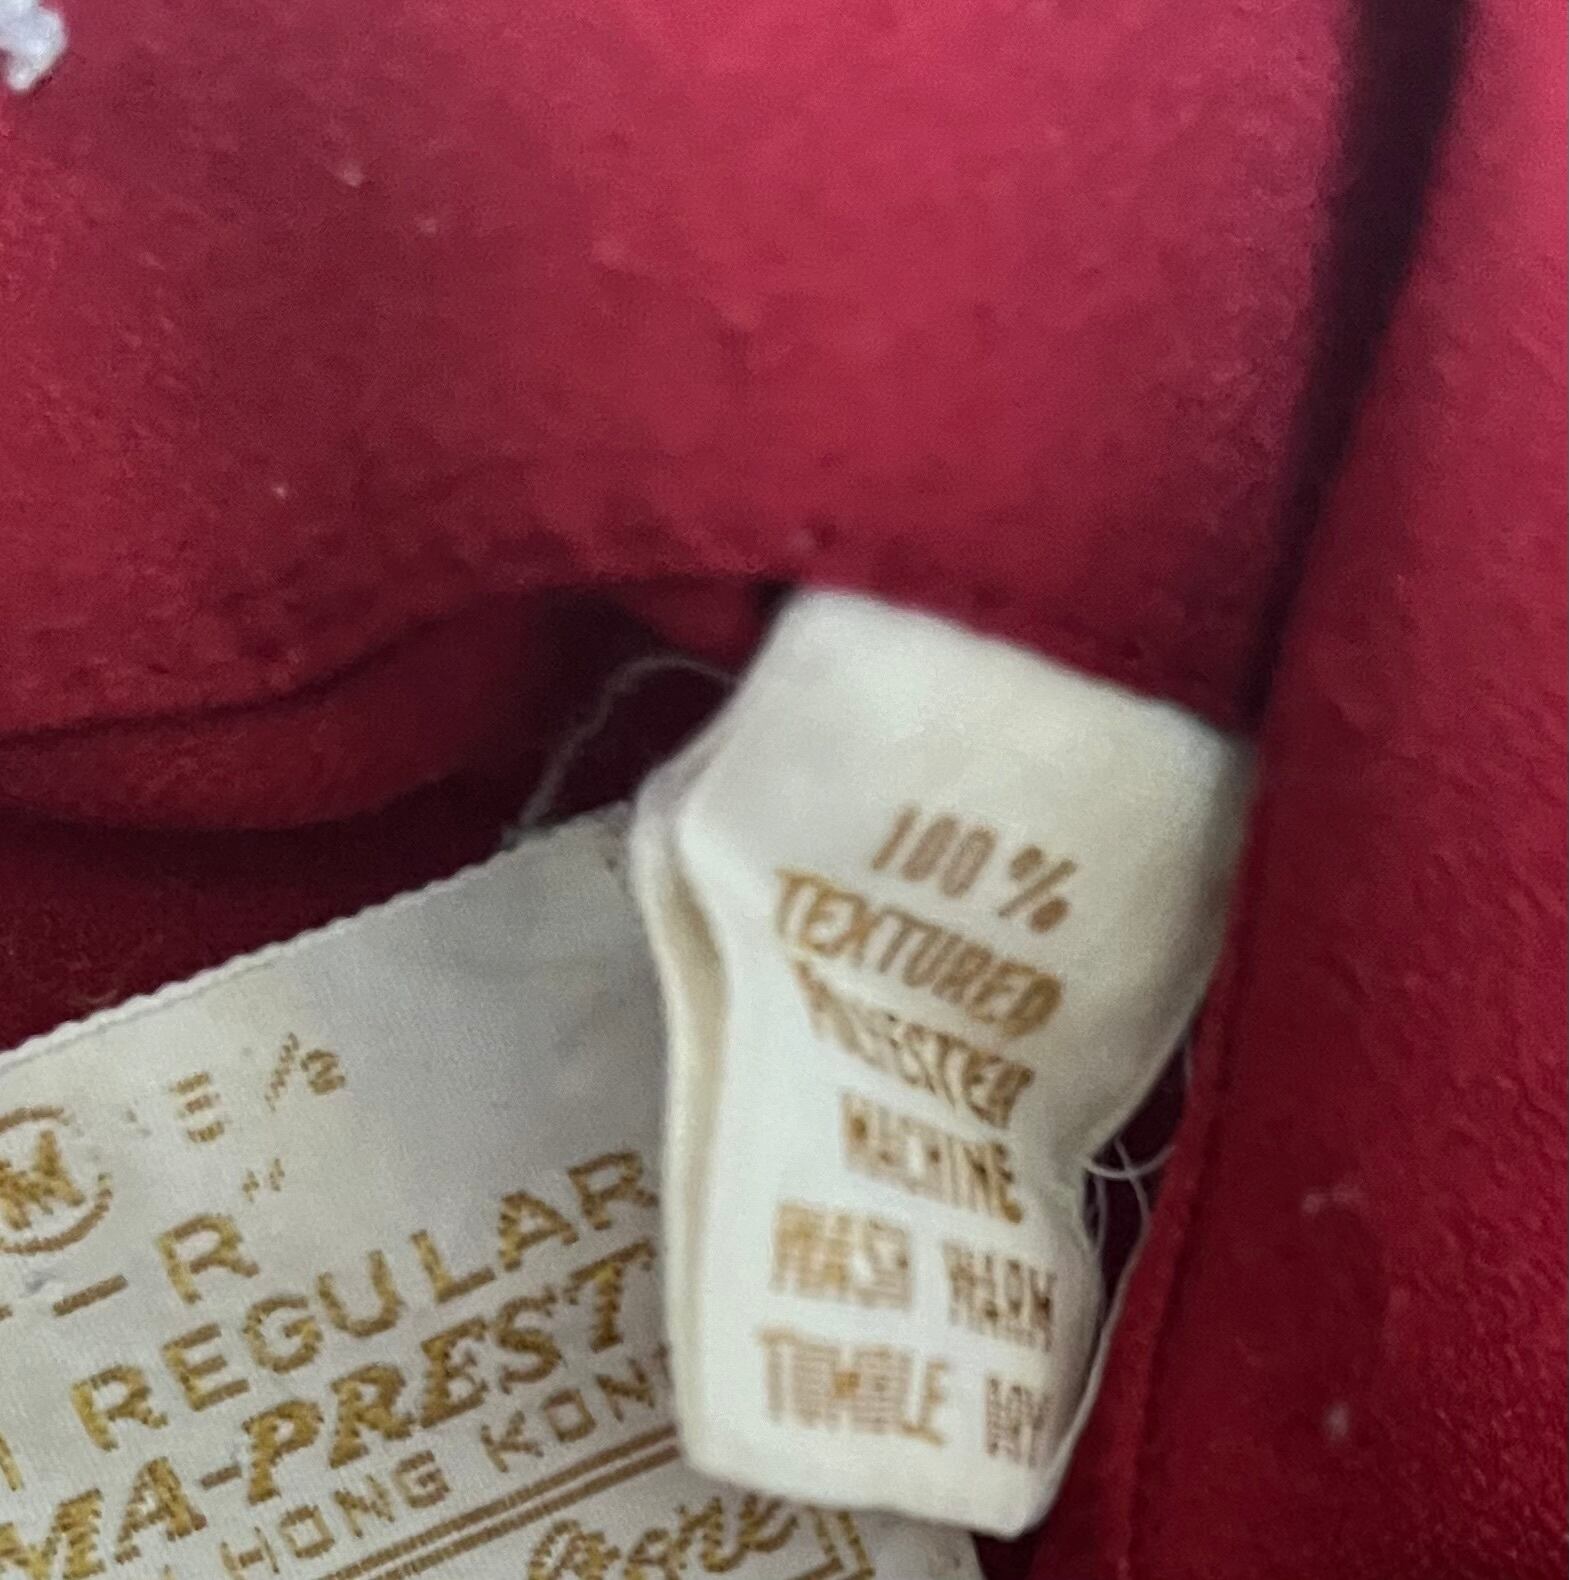 100%
TEXTURED
POLYESTER
MACHINE
WASH WARM
TUMBLE DRY
M
- R
REGULAR
MA-PREST
HONG KONG